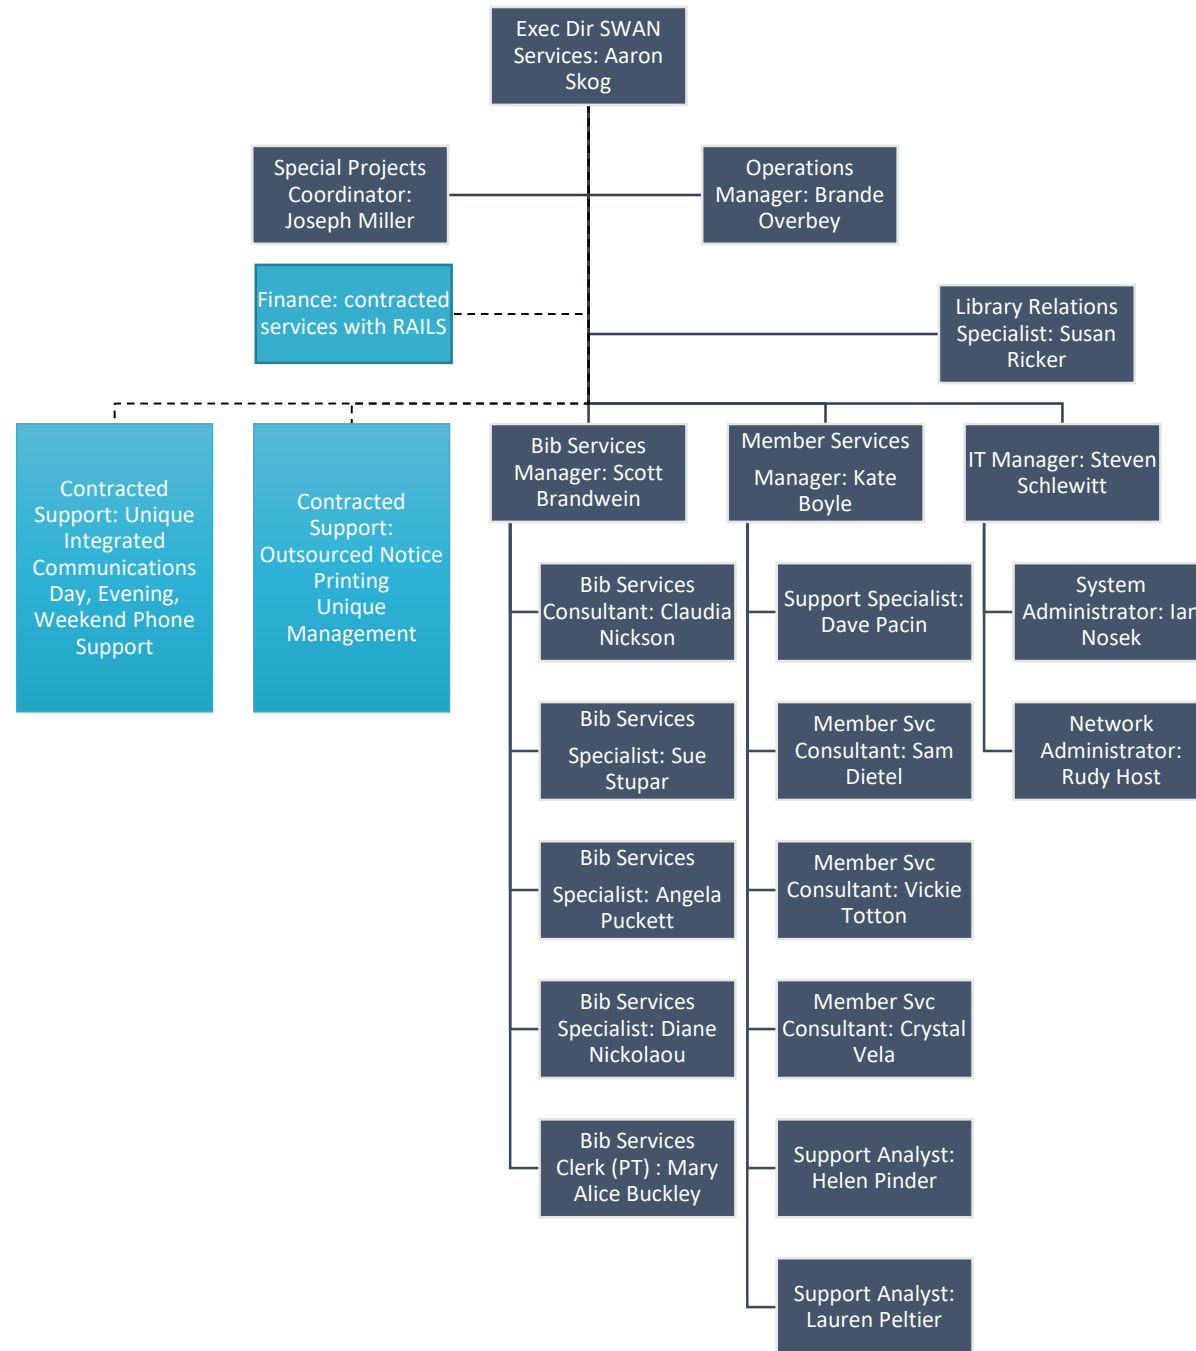 Exec Dir SWAN
Services: Aaron
Skog
Special Projects
Coordinator:
Joseph Miller
Operations
Manager: Brande
Overbey
Finance: contracted
services with RAILS
Library Relations
Specialist: Susan
Ricker
Contracted
Support: Unique
Integrated
Communications
Day, Evening,
Weekend Phone
Support
Contracted
Support:
Outsourced Notice
Printing
Unique
Management
Bib Services
Manager: Scott
Brandwein
Member Services
Manager: Kate
Boyle
IT Manager: Steven
Schlewitt
Bib Services
Consultant: Claudia
Nickson
Support Specialist:
Dave Pacin
System
Administrator: Ian
Nosek
Bib Services
Specialist: Sue
Stupar
Member Svc
Consultant: Sam
Dietel
Network
Administrator:
Rudy Host
Bib Services
Specialist: Angela
Puckett
Member Svc
Consultant: Vickie
Totton
Bib Services
Specialist: Diane
Nickolaou
Member Svc
Consultant: Crystal
Vela
Bib Services
Clerk (PT) : Mary
Alice Buckley
Support Analyst:
Helen Pinder
Support Analyst:
Lauren Peltier